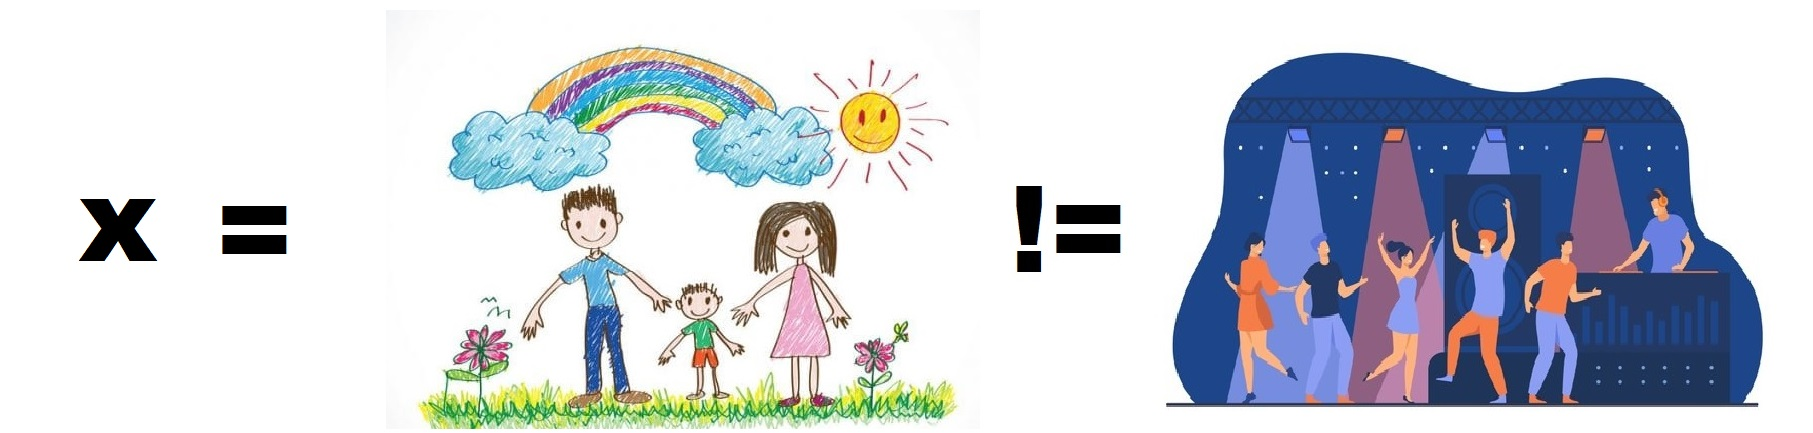 x = !=